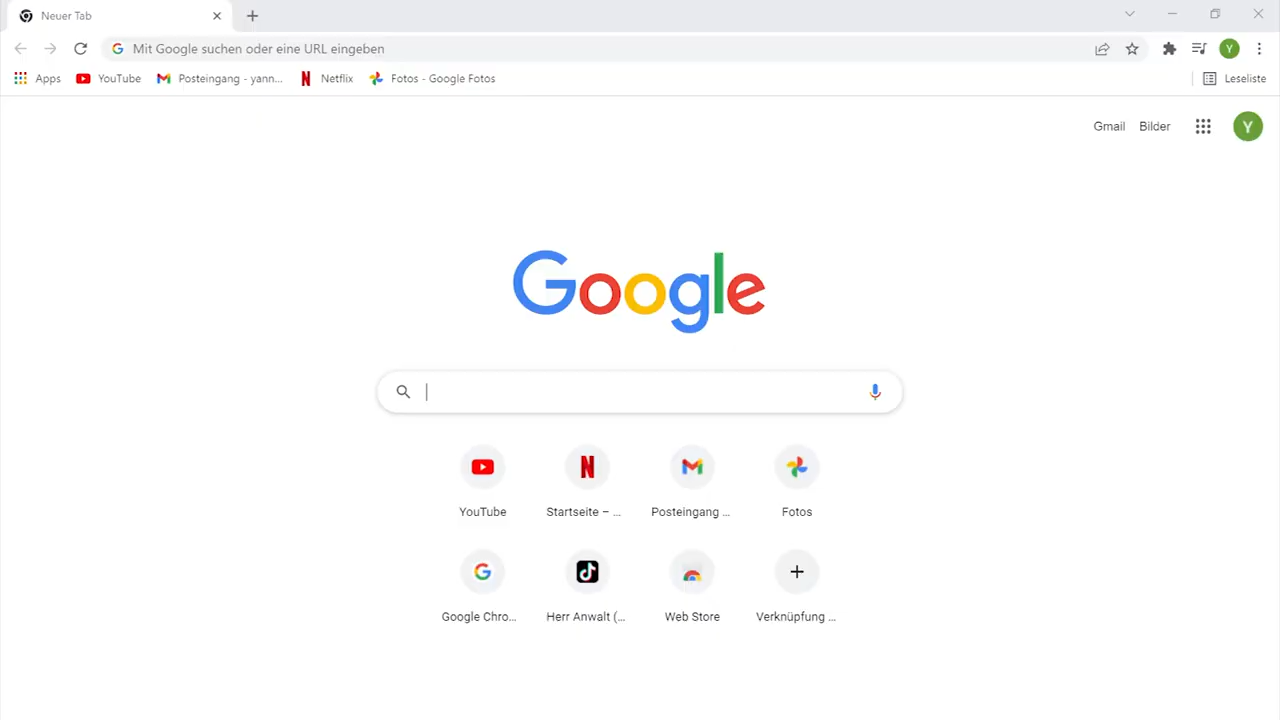 Neuer Tab
Mit Google suchen oder eine URL eingeben
Y
Apps YouTube Posteingang - yann... Netflix Fotos - Google Fotos Leseliste
Gmail Bilder Y
Google
YouTube Startseite – ... Posteingang ... Fotos
Google Chro... Herr Anwalt (... Web Store Verknüpfung ...